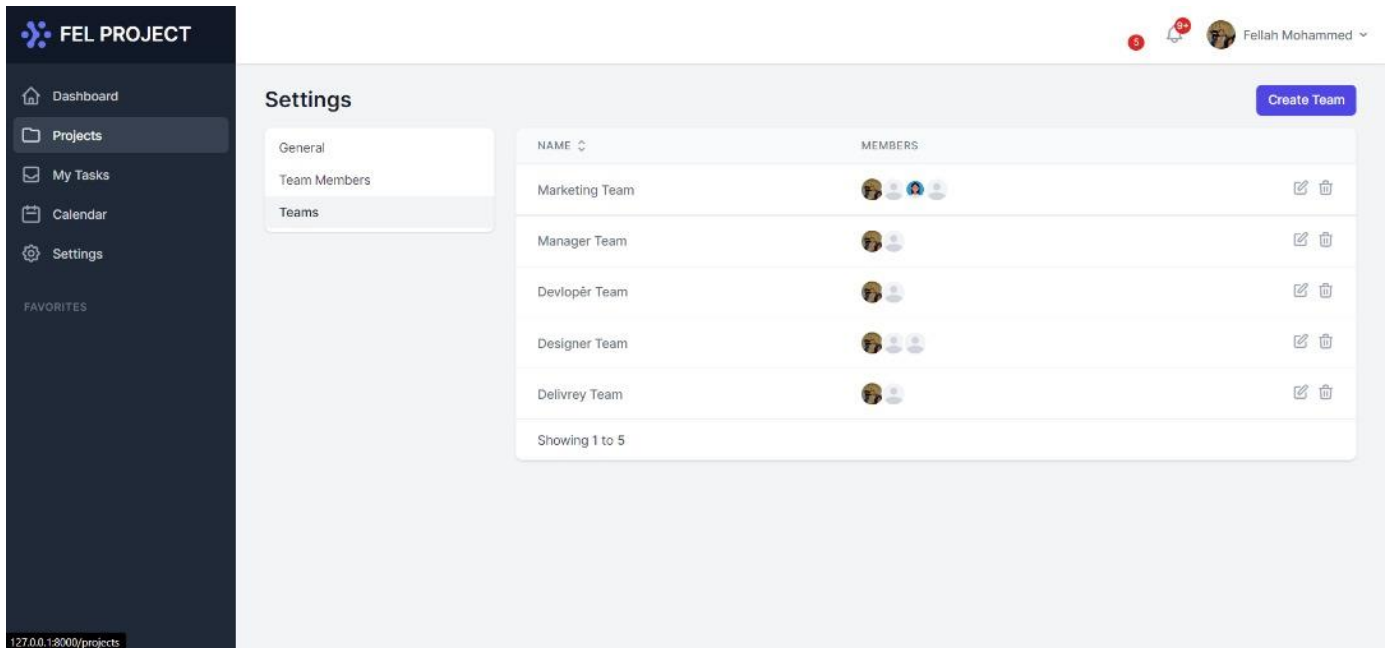 FEL PROJECT
5
9+
Fellah Mohammed
Dashboard
Projects
My Tasks
Calendar
Settings
FAVORITES
Settings
Create Team
General
Team Members
Teams
NAME MEMBERS
Marketing Team
Manager Team
Devlopêr Team
Designer Team
Delivrey Team
Showing 1 to 5
127.0.0.1:8000/projects